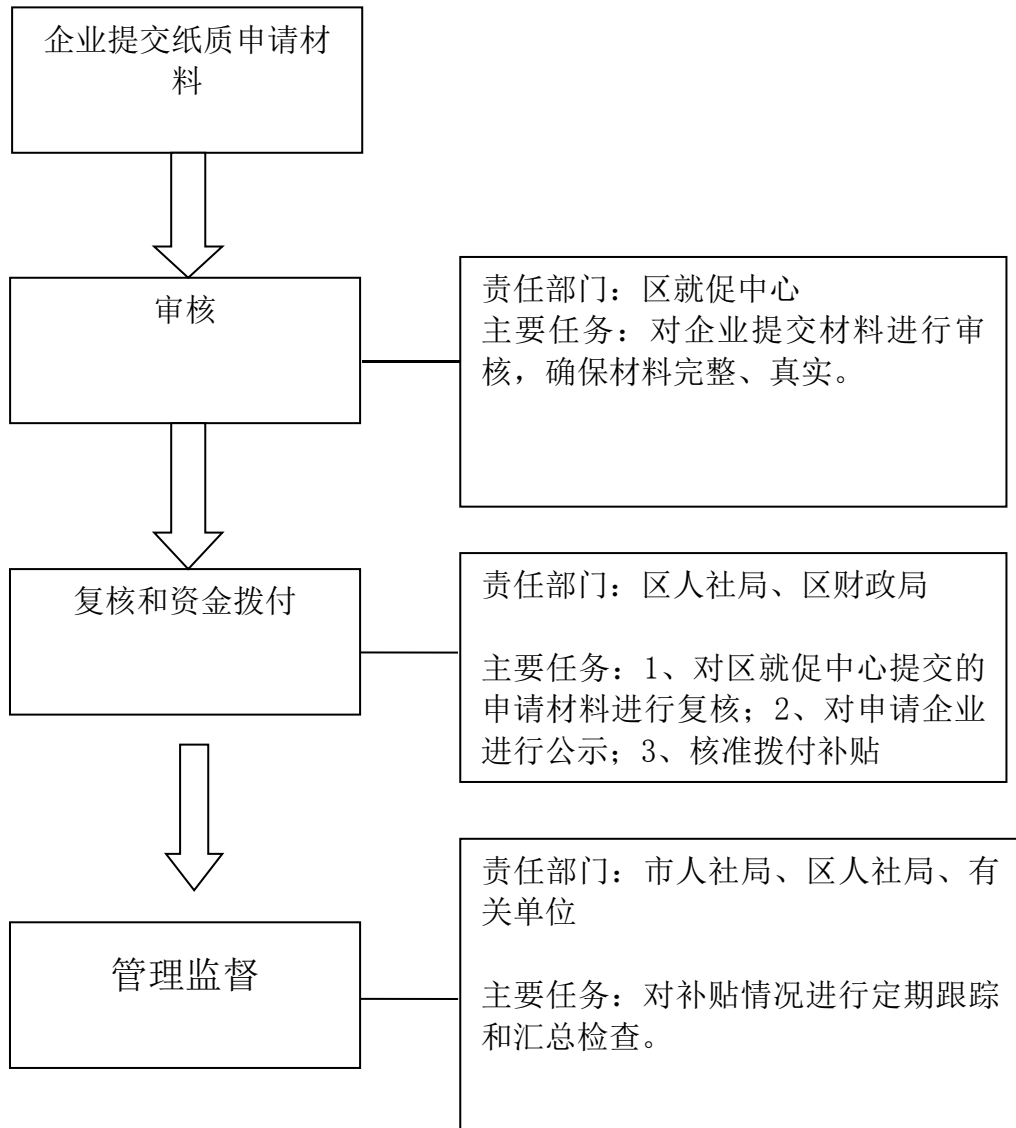 企业提交纸质申请材
料
审核
责任部门：区就促中心
主要任务：对企业提交材料进行审
核，确保材料完整、真实。
复核和资金拨付
责任部门：区人社局、区财政局
主要任务：1、对区就促中心提交的
申请材料进行复核；2、对申请企业
进行公示；3、核准拨付补贴
管理监督
责任部门：市人社局、区人社局、有
关单位
主要任务：对补贴情况进行定期跟踪
和汇总检查。